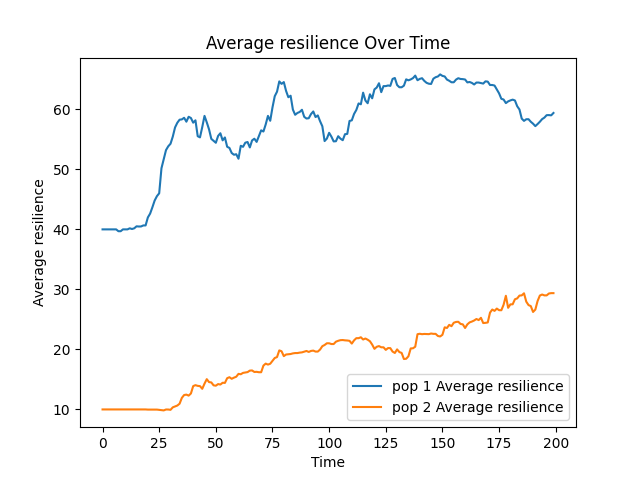 Average resilience Over Time
Average resilience
60
50
40
30
20
10
pop 1 Average resilience
pop 2 Average resilience
0 25 50 75 100 125 150 175 200
Time